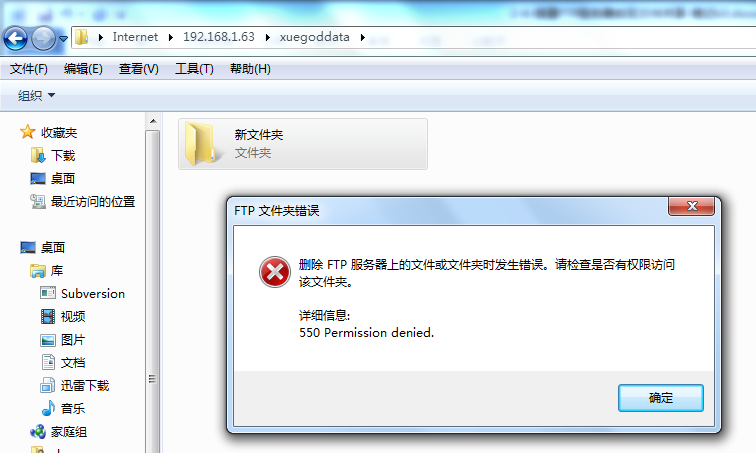 Internet 192.168.1.63 xuegoddata
文件(F) 编辑(E) 查看(V) 工具(T) 帮助(H)
组织
收藏夹
下载
桌面
最近访问的位置
桌面
库
Subversion
视频
图片
文档
迅雷下载
音乐
家庭组
新文件夹
文件夹
FTP 文件夹错误
删除 FTP 服务器上的文件或文件夹时发生错误。请检查是否有权限访问
该文件夹。
详细信息:
550 Permission denied.
确定